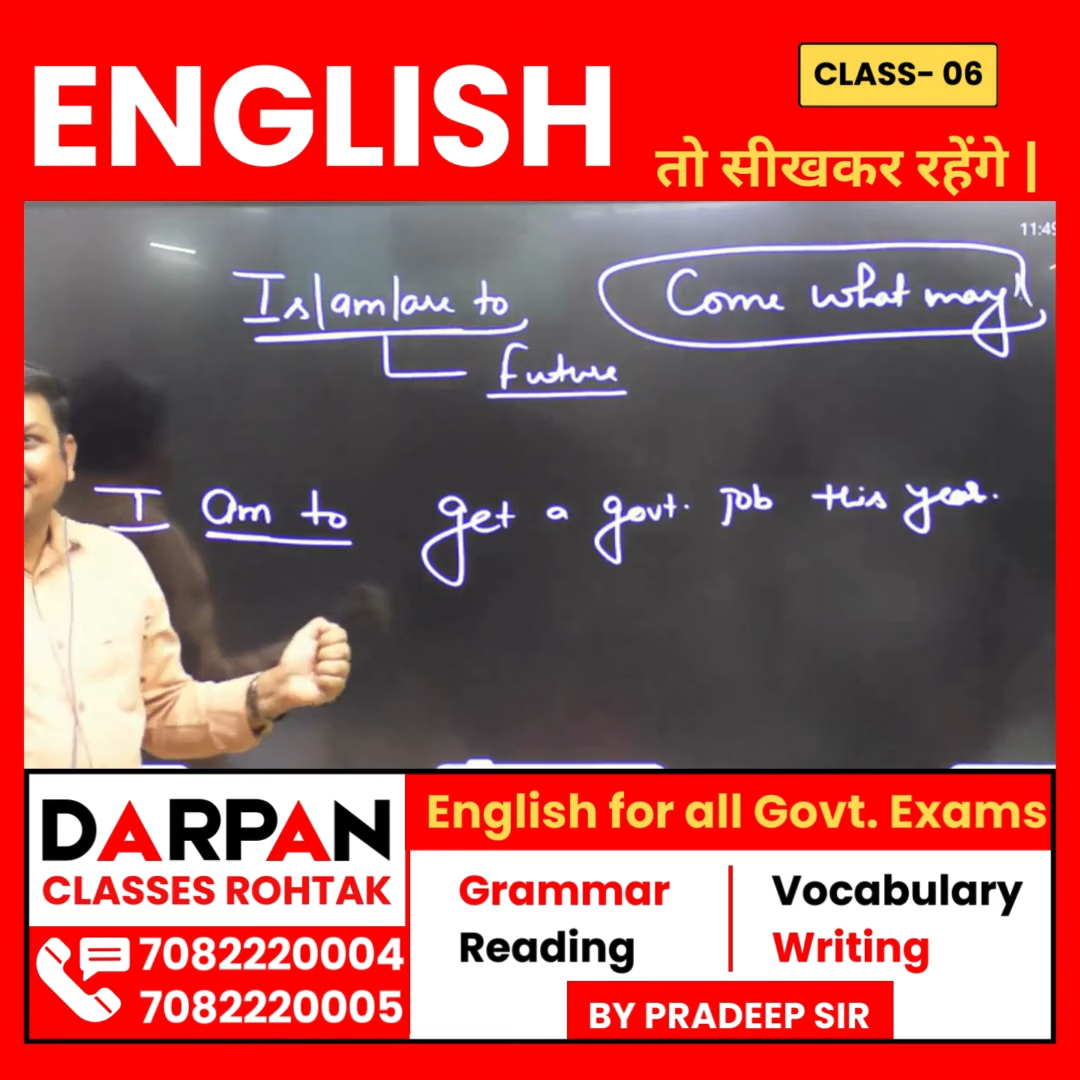 ENGLISH
CLASS- 06
तो सीखकर रहेंगे |
11:49
Is/am/are to
Come what may
Future
I am to get a govt. job this year.
DARPAN
CLASSES ROHTAK
7082220004
7082220005
English for all Govt. Exams
Grammar
Vocabulary
Reading
Writing
BY PRADEEP SIR